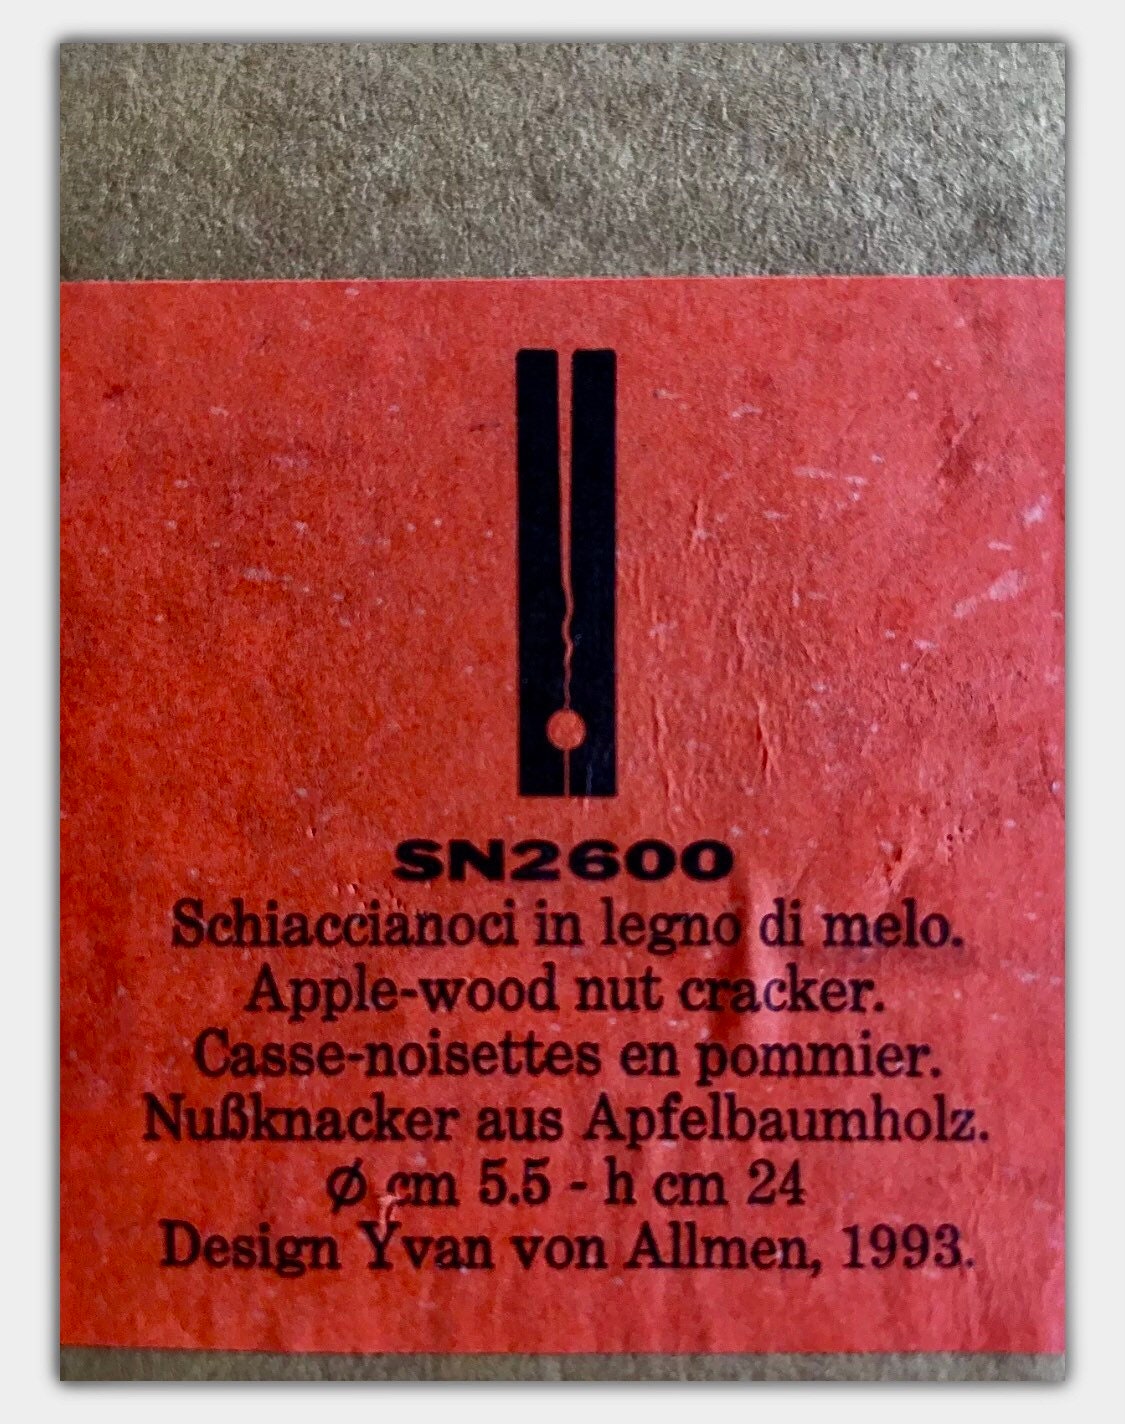 SN2600
Schiaccianoci in legno di melo.
Apple-wood nut cracker.
Casse-noisettes en pommier.
Nußknacker aus Apfelbaumholz.
Ø cm 5.5 - h cm 24
Design Yvan von Allmen, 1993.